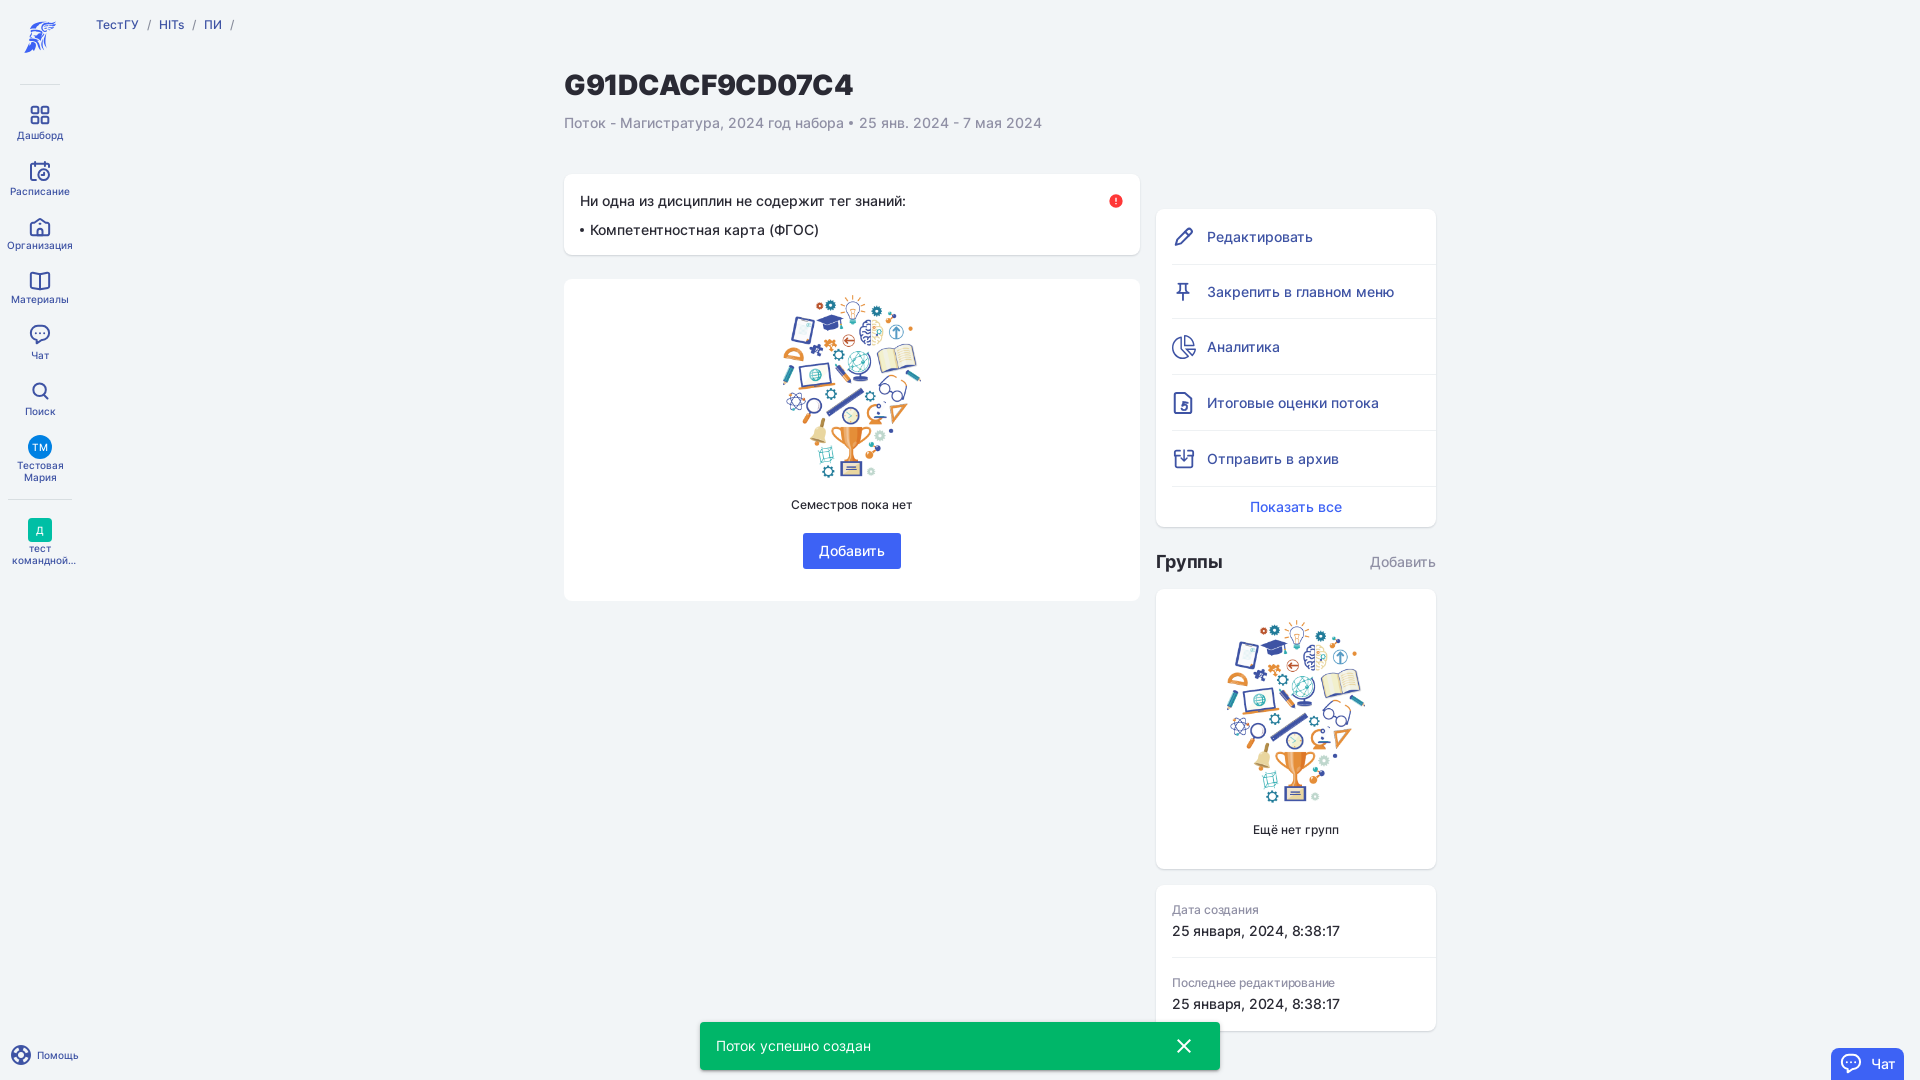 ТестГУ / HITs / ПИ /
G91DCACF9CD07C4
Поток - Магистратура, 2024 год набора • 25 янв. 2024 - 7 мая 2024
Дашборд
Расписание
Организация
Материалы
Чат
Поиск
ТМ
Тестовая
Мария
Д
тест
командной...
Помощь
Ни одна из дисциплин не содержит тег знаний:
• Компетентностная карта (ФГОС)
Семестров пока нет
Добавить
Редактировать
Закрепить в главном меню
Аналитика
Итоговые оценки потока
Отправить в архив
Показать все
Группы
Добавить
Ещё нет групп
Дата создания
25 января, 2024, 8:38:17
Последнее редактирование
25 января, 2024, 8:38:17
Поток успешно создан
Чат